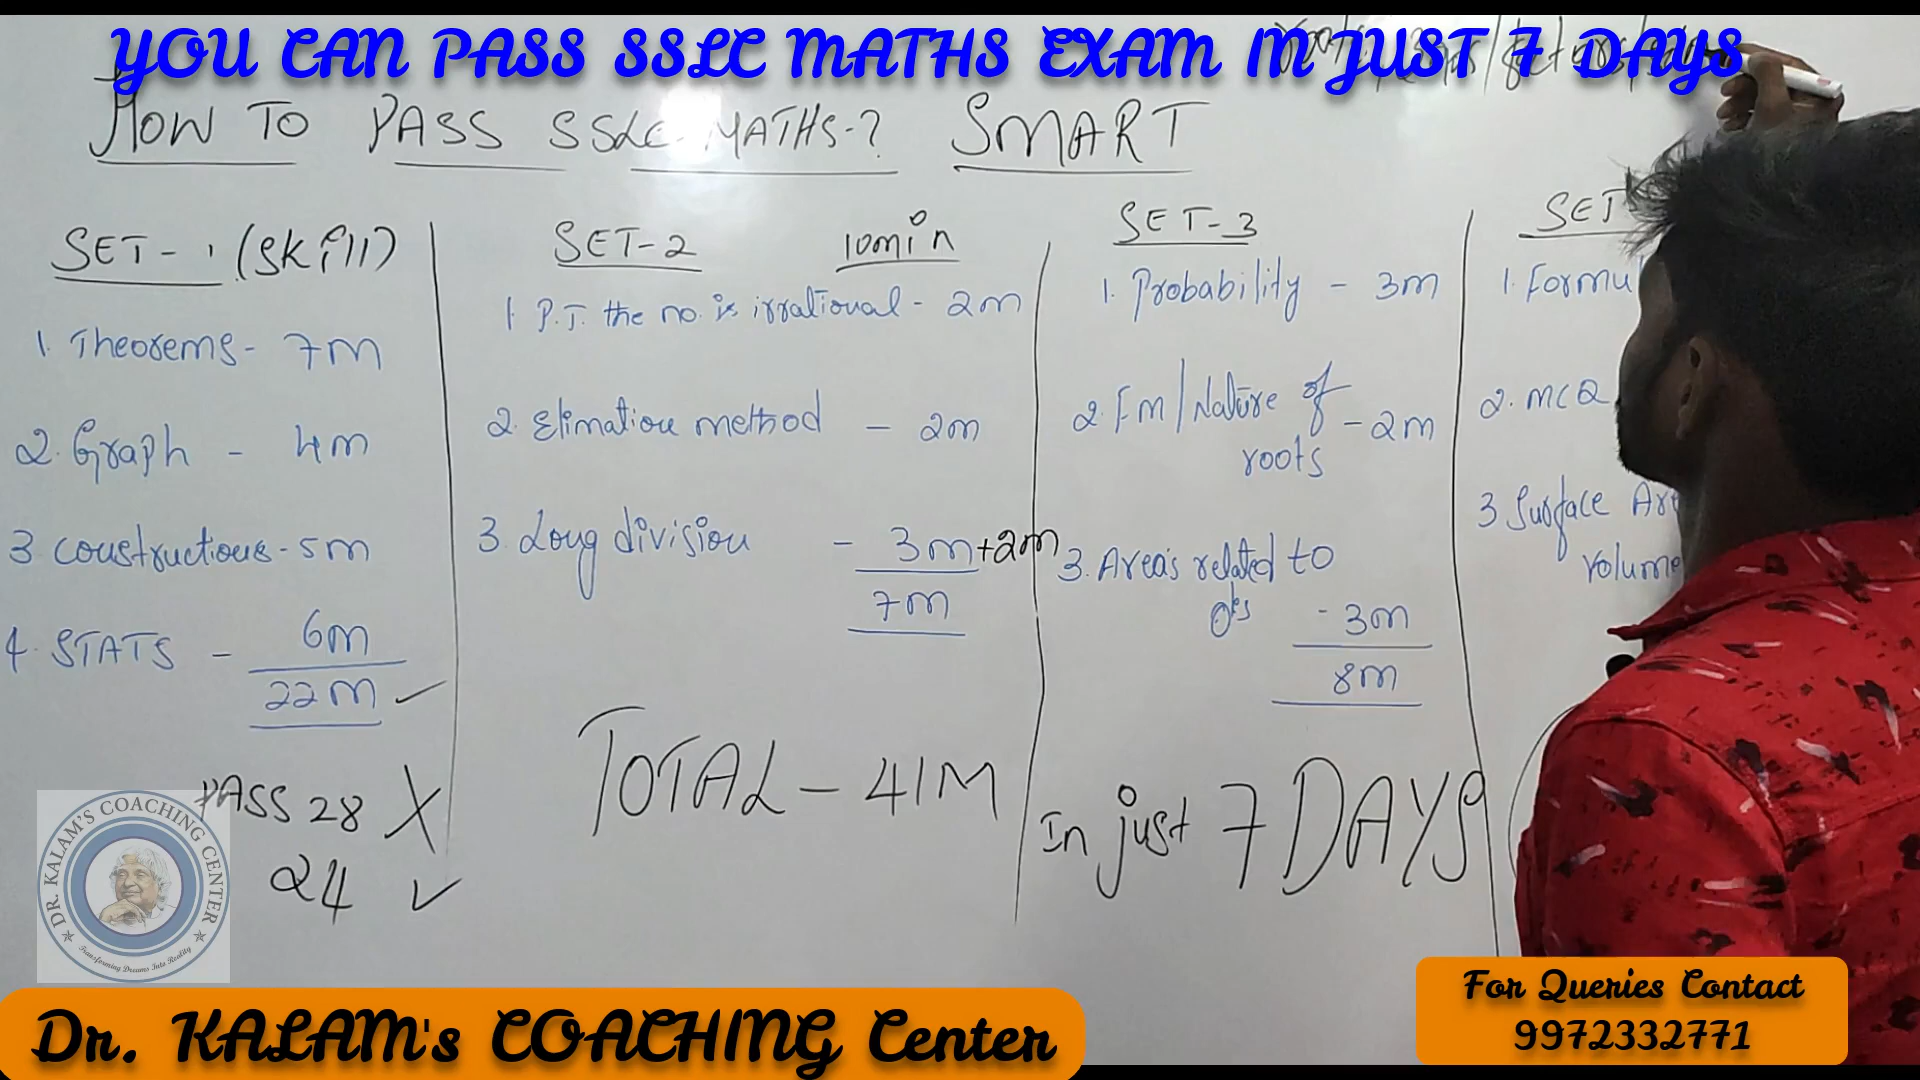 YOU CAN PASS SSLC MATHS EXAM IN JUST 7 DAYS
HOW TO PASS SSLC MATHS-? SMART
SET-1 (Skill)
1. Theorems - 7m
2. Graph - 4m
3 constructions - 5m
4. STATS - 6m
22m
PASS 28 X
24
SET-2 10min
1 P.T. the no. is irrational - 2m
2. Elimation method - 2m
3. Long division - 3m+2m
7m
TOTAL - 41M
SET-3
1. Probability - 3m
2. Fm/Nature of roots - 2m
3. Area's related to
- 3m
8m
In just 7 DAYS
SET
1. Formu
2. MCQ
3 Surface Ar
volume
DR. KALAM'S COACHING CENTER
Transforming Dreams Into Reality
Dr. KALAM's COACHING Center
For Queries Contact
9972332771